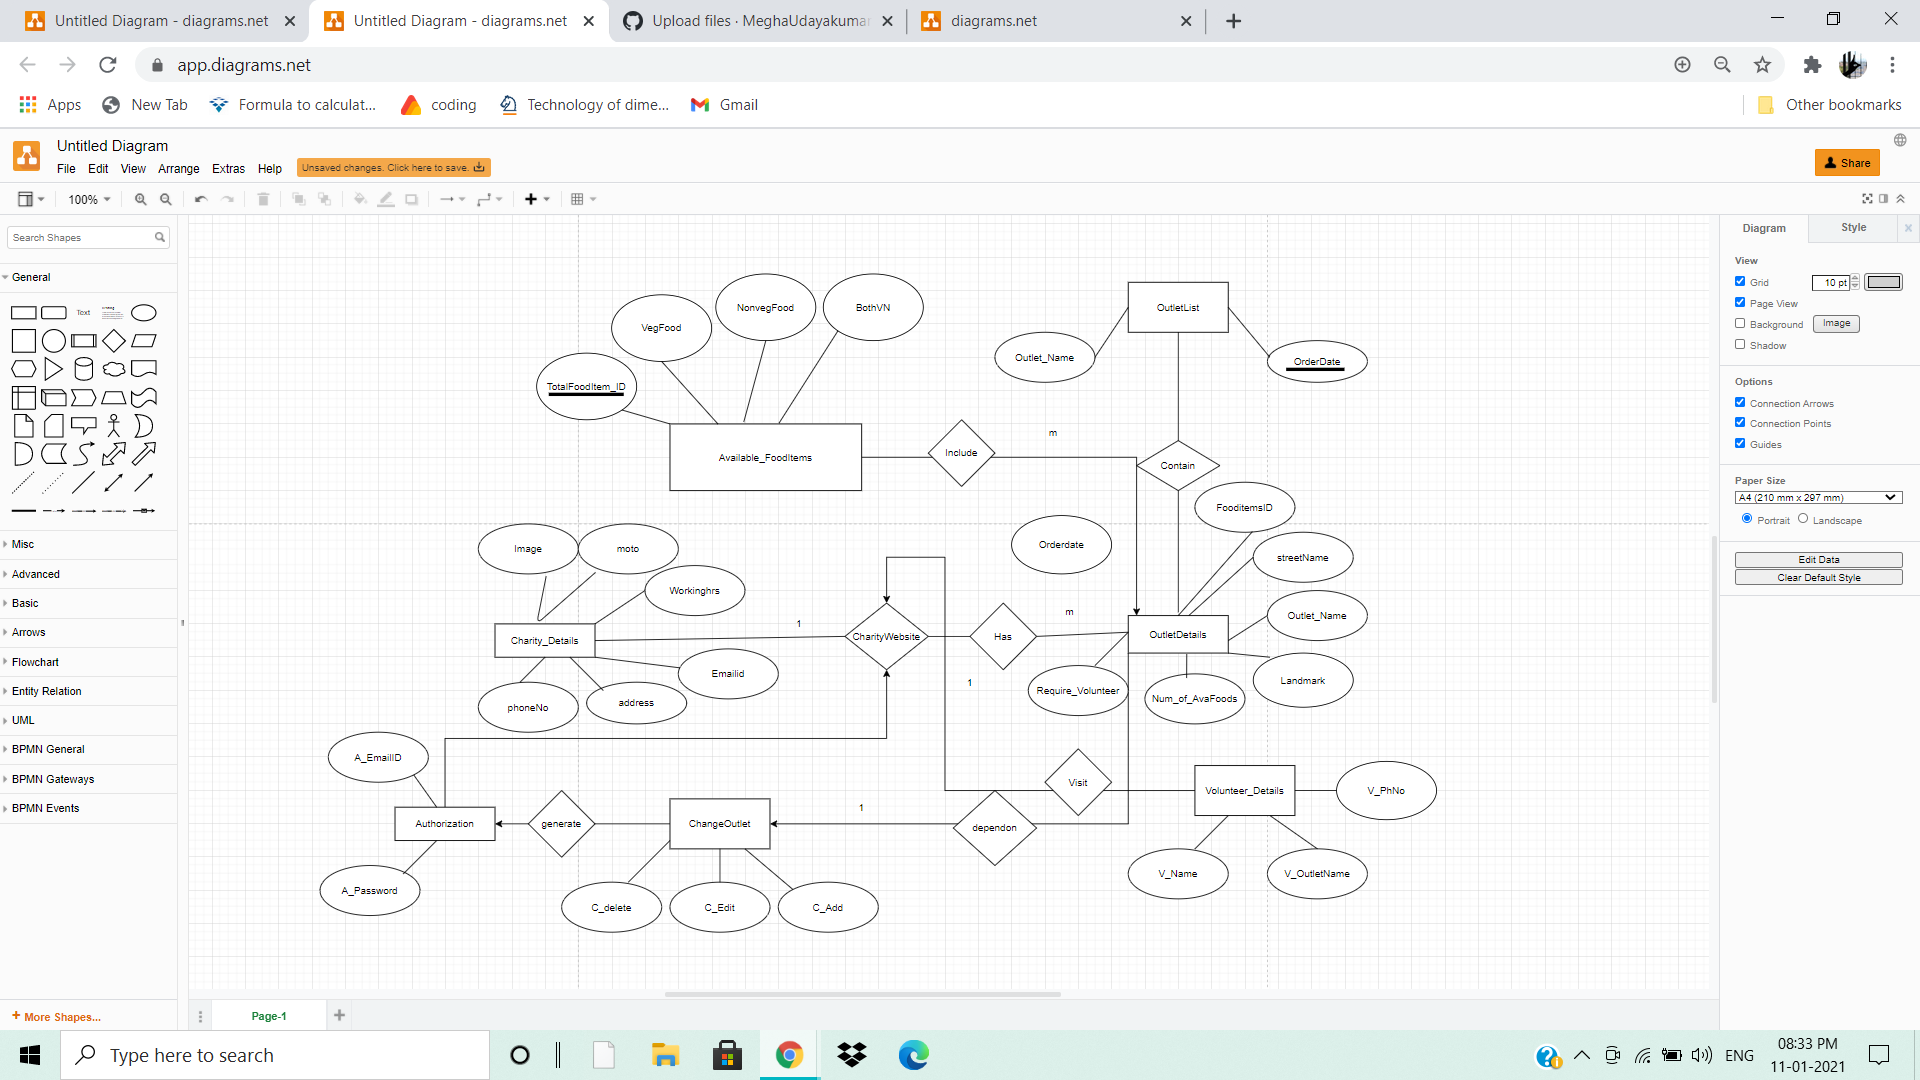 Untitled Diagram - diagrams.net
Untitled Diagram - diagrams.net
Upload files · MeghaUdayakumar
diagrams.net
app.diagrams.net
Apps
New Tab
Formula to calculat...
coding
Technology of dime...
Gmail
Other bookmarks
Untitled Diagram
File Edit View Arrange Extras Help
Unsaved changes. Click here to save.
Share
100%
Search Shapes
General
Text
Misc
Advanced
Basic
Arrows
Flowchart
Entity Relation
UML
BPMN General
BPMN Gateways
BPMN Events
+ More Shapes...
VegFood
NonvegFood
BothVN
TotalFoodItem_ID
Available_FoodItems
Include
m
OutletList
Outlet_Name
OrderDate
Contain
FooditemsID
Orderdate
streetName
Image
moto
Workinghrs
Charity_Details
1
CharityWebsite
Has
m
OutletDetails
Outlet_Name
Emailid
phoneNo
address
1
Require_Volunteer
Num_of_AvaFoods
Landmark
A_EmailID
Authorization
generate
ChangeOutlet
1
dependon
Visit
Volunteer_Details
V_PhNo
A_Password
C_delete
C_Edit
C_Add
V_Name
V_OutletName
Diagram
Style
View
Grid
10 pt
Page View
Background
Image
Shadow
Options
Connection Arrows
Connection Points
Guides
Paper Size
A4 (210 mm x 297 mm)
Portrait
Landscape
Edit Data
Clear Default Style
Page-1
Type here to search
ENG
08:33 PM
11-01-2021